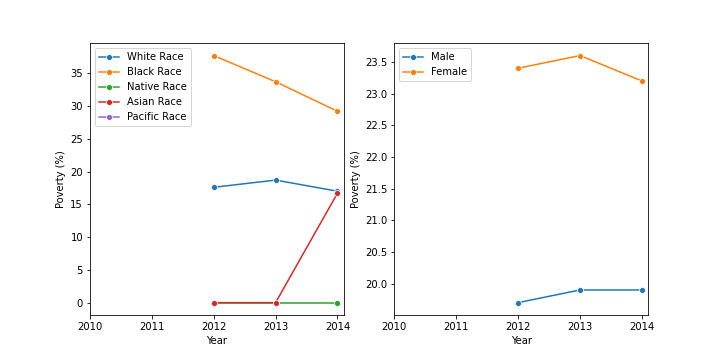 White Race
Black Race
Native Race
Asian Race
Pacific Race
35
30
25
20
15
10
5
0
Poverty (%)
2010 2011 2012 2013 2014
Year
Male
Female
23.5
23.0
22.5
22.0
21.5
21.0
20.5
20.0
Poverty (%)
2010 2011 2012 2013 2014
Year